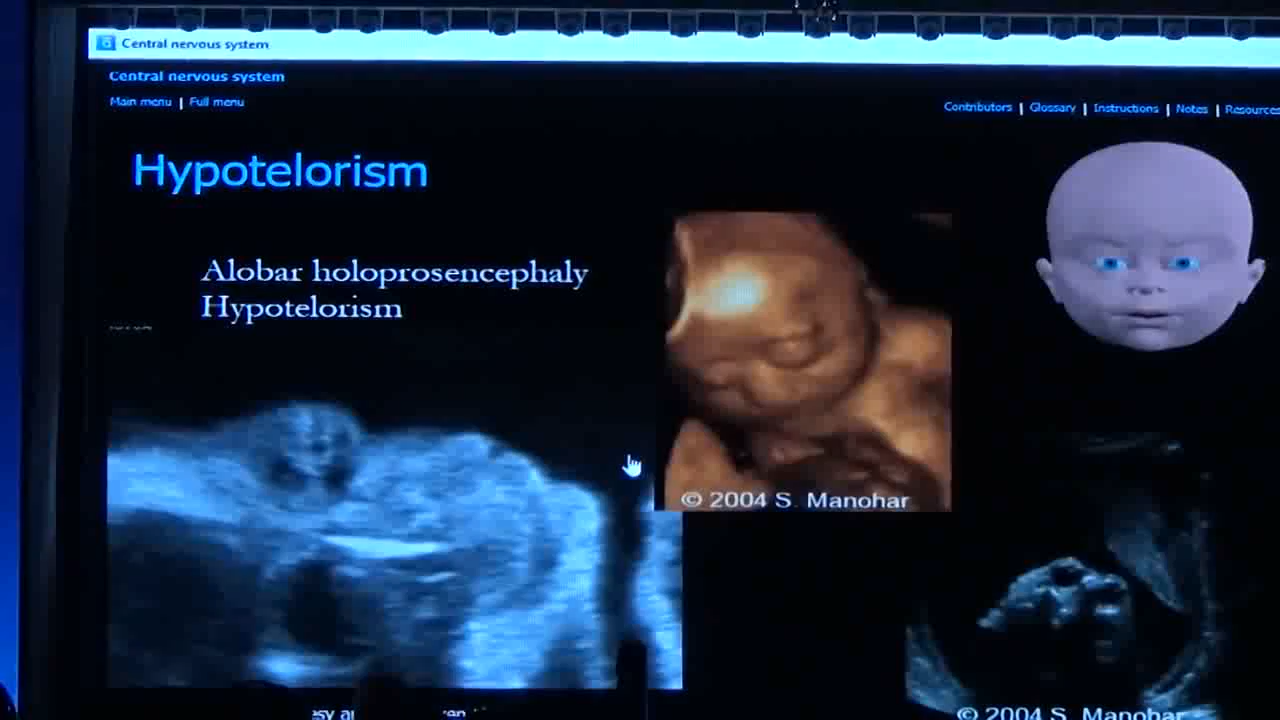 Central nervous system
Central nervous system
Main menu | Full menu
Contributors | Glossary | Instructions | Notes | Resources
Hypotelorism
Alobar holoprosencephaly
Hypotelorism
© 2004 S. Manohar
© 2004 S. Manohar